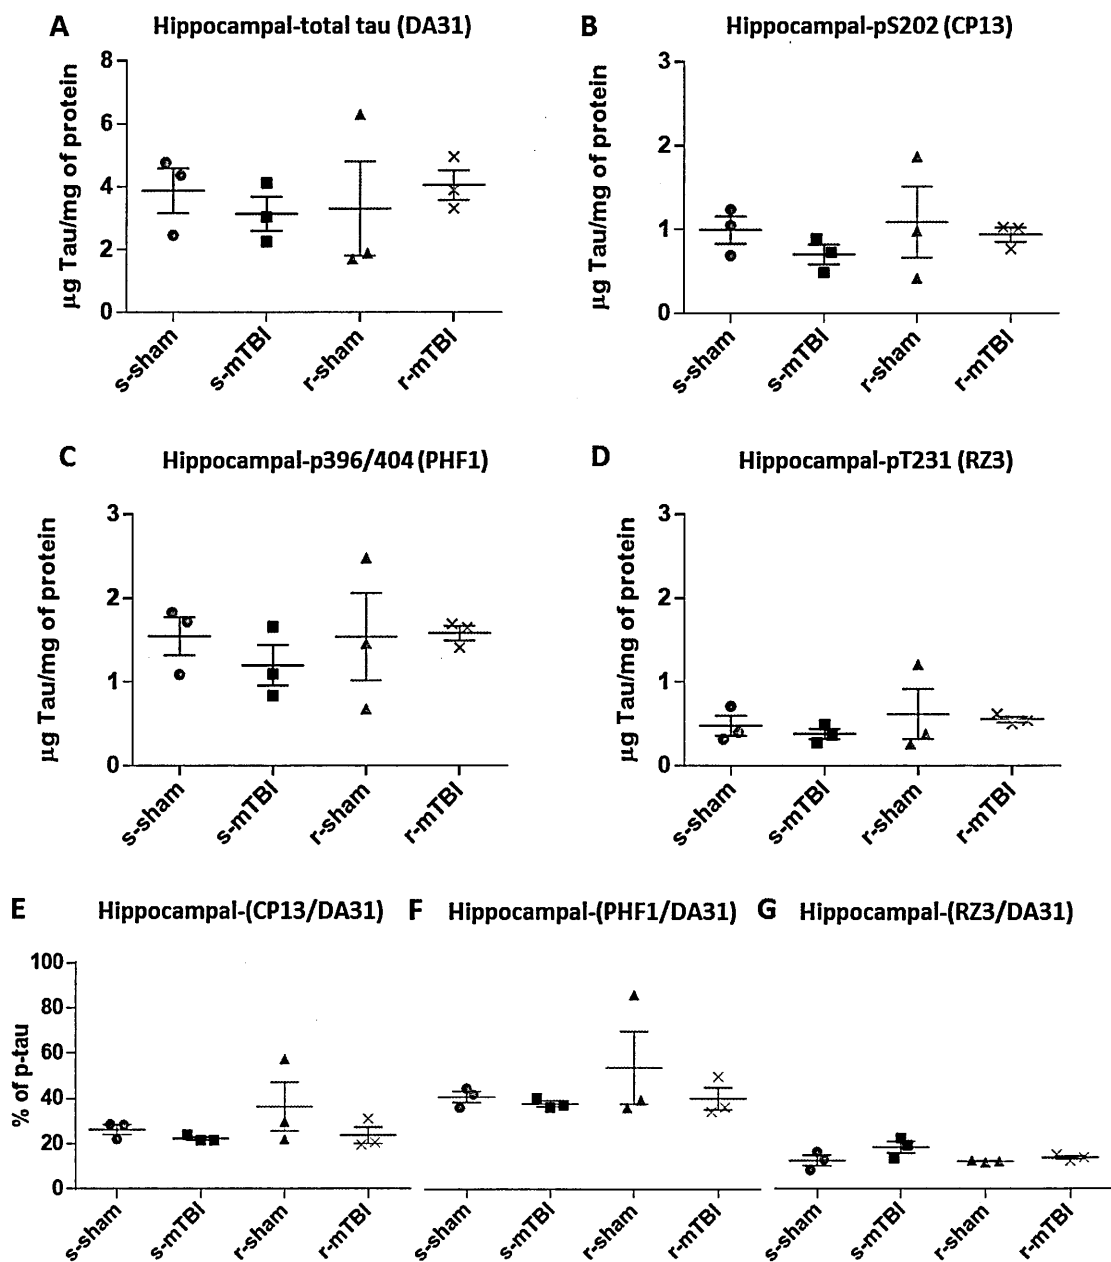 A Hippocampal-total tau (DA31)
B Hippocampal-pS202 (CP13)
μg Tau/mg of protein
8
6
4
2
0
s-sham
s-mTBI
r-sham
r-mTBI
μg Tau/mg of protein
3
2
1
0
s-sham
s-mTBI
r-sham
r-mTBI
C Hippocampal-p396/404 (PHF1)
D Hippocampal-pT231 (RZ3)
μg Tau/mg of protein
3
2
1
0
s-sham
s-mTBI
r-sham
r-mTBI
μg Tau/mg of protein
3
2
1
0
s-sham
s-mTBI
r-sham
r-mTBI
E Hippocampal-(CP13/DA31)
F Hippocampal-(PHF1/DA31)
G Hippocampal-(RZ3/DA31)
% of p-tau
100
80
60
40
20
0
s-sham
s-mTBI
r-sham
r-mTBI
s-sham
s-mTBI
r-sham
r-mTBI
s-sham
s-mTBI
r-sham
r-mTBI